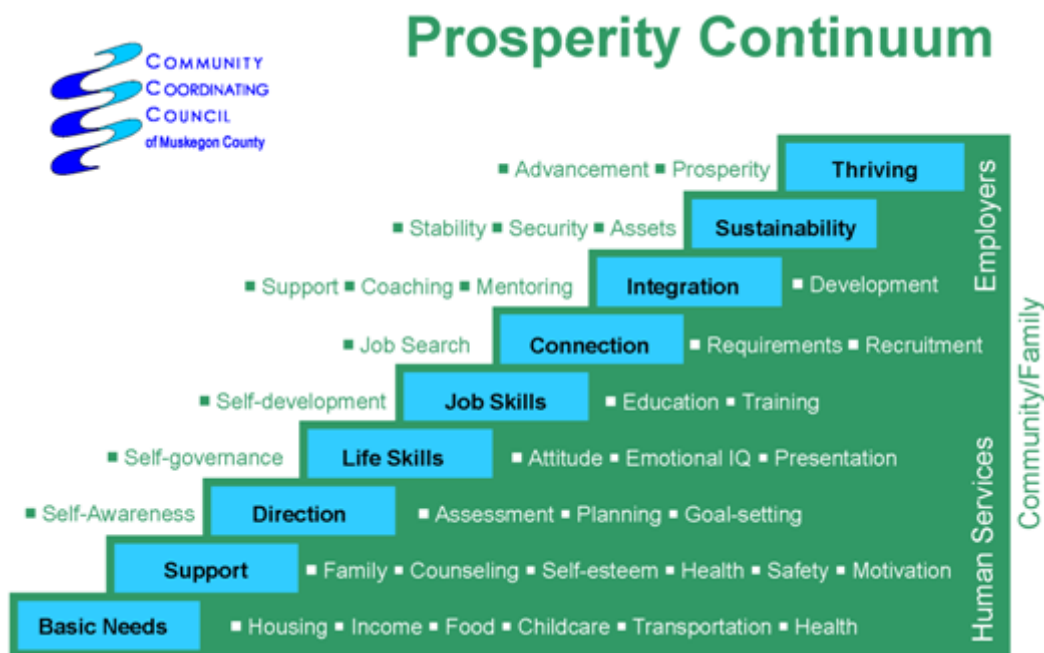 Prosperity Continuum
COMMUNITY
COORDINATING
COUNCIL
of Muskegon County
■ Advancement ■ Prosperity Thriving
■ Stability ■ Security ■ Assets Sustainability
■ Support ■ Coaching ■ Mentoring Integration ■ Development
■ Job Search Connection ■ Requirements ■ Recruitment
■ Self-development Job Skills ■ Education ■ Training
■ Self-governance Life Skills ■ Attitude ■ Emotional IQ ■ Presentation
■ Self-Awareness Direction ■ Assessment ■ Planning ■ Goal-setting
Support ■ Family ■ Counseling ■ Self-esteem ■ Health ■ Safety ■ Motivation
Basic Needs ■ Housing ■ Income ■ Food ■ Childcare ■ Transportation ■ Health
Employers
Human Services
Community/Family